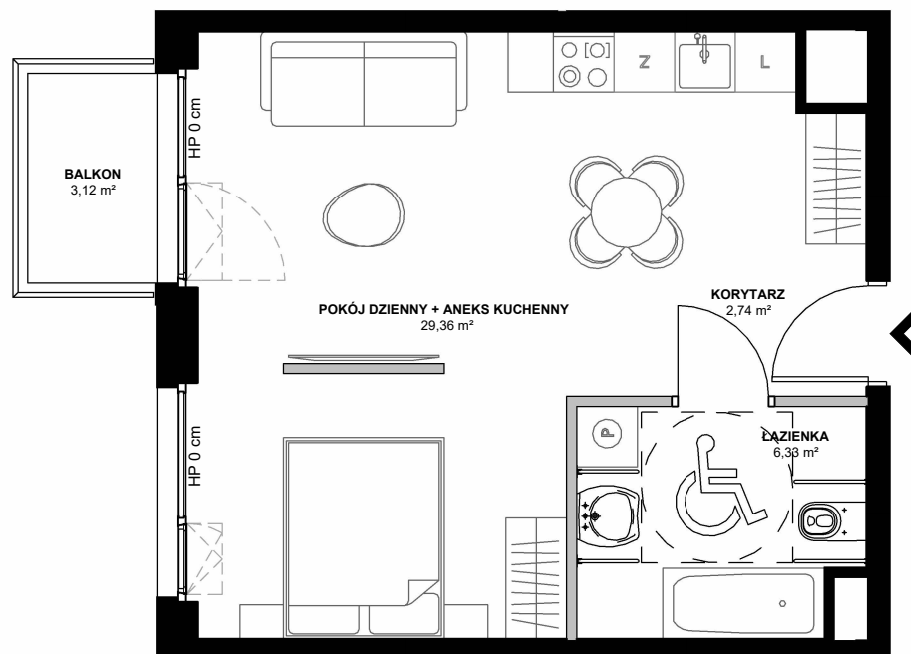 HP 0 cm
Z
L
BALKON
3,12 m²
KORYTARZ
2,74 m²
POKÓJ DZIENNY + ANEKS KUCHENNY
29,36 m²
HP 0 cm
P
ŁAZIENKA
6,33 m²